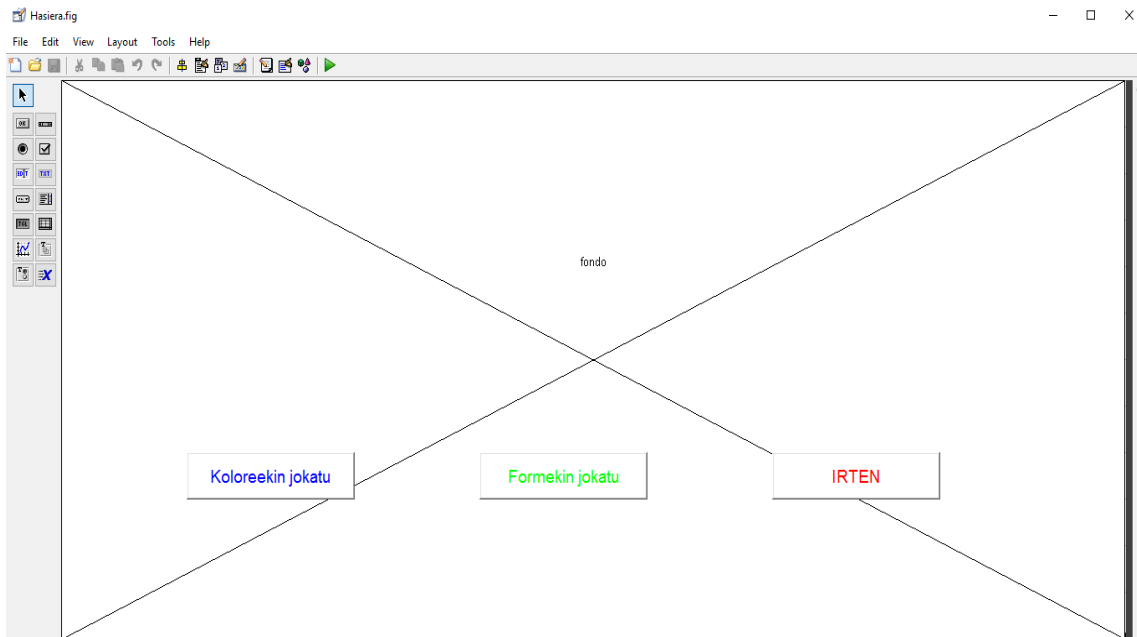 Hasiera.fig
File Edit View Layout Tools Help
fondo
Koloreekin jokatu Formekin jokatu IRTEN